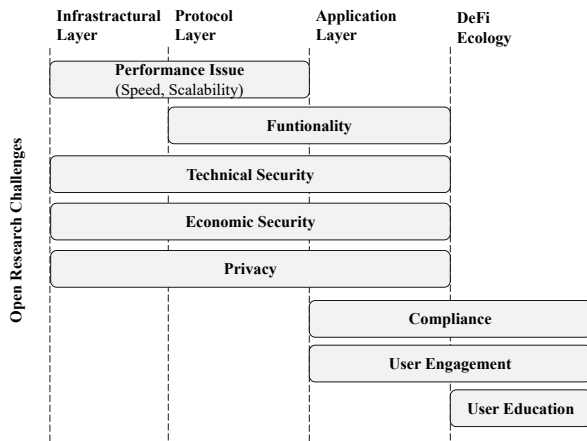 Infrastractural
Layer
Protocol
Layer
Application
Layer
DeFi
Ecology
Open Research Challenges
Performance Issue
(Speed, Scalability)
Funtionality
Technical Security
Economic Security
Privacy
Compliance
User Engagement
User Education